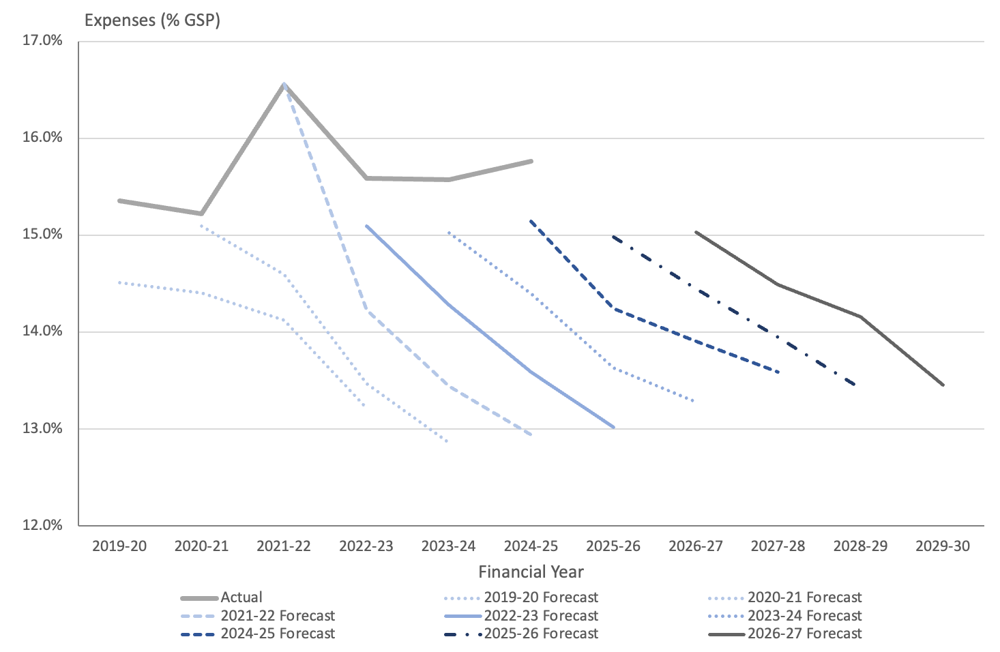 Expenses (% GSP)
17.0%
16.0%
15.0%
14.0%
13.0%
12.0%
2019-20 2020-21 2021-22 2022-23 2023-24 2024-25 2025-26 2026-27 2027-28 2028-29 2029-30
Financial Year
Actual 2019-20 Forecast 2020-21 Forecast
2021-22 Forecast 2022-23 Forecast 2023-24 Forecast
2024-25 Forecast 2025-26 Forecast 2026-27 Forecast